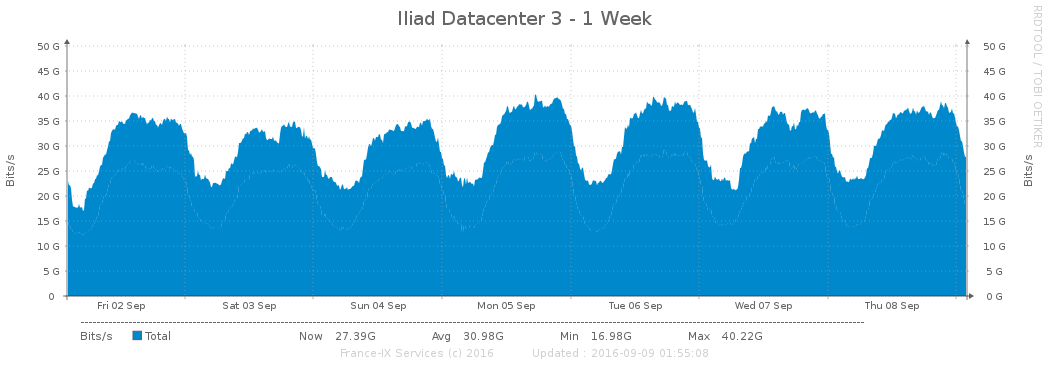 Iliad Datacenter 3 - 1 Week
RRDTOOL / TOBI OETIKER
Bits/s
50 G 50 G
45 G 45 G
40 G 40 G
35 G 35 G
30 G 30 G
25 G 25 G
20 G 20 G
15 G 15 G
10 G 10 G
5 G 5 G
0 0 G
Bits/s
Fri 02 Sep Sat 03 Sep Sun 04 Sep Mon 05 Sep Tue 06 Sep Wed 07 Sep Thu 08 Sep
Bits/s Total Now 27.39G Avg 30.98G Min 16.98G Max 40.22G
France-IX Services (c) 2016 Updated : 2016-09-09 01:55:08